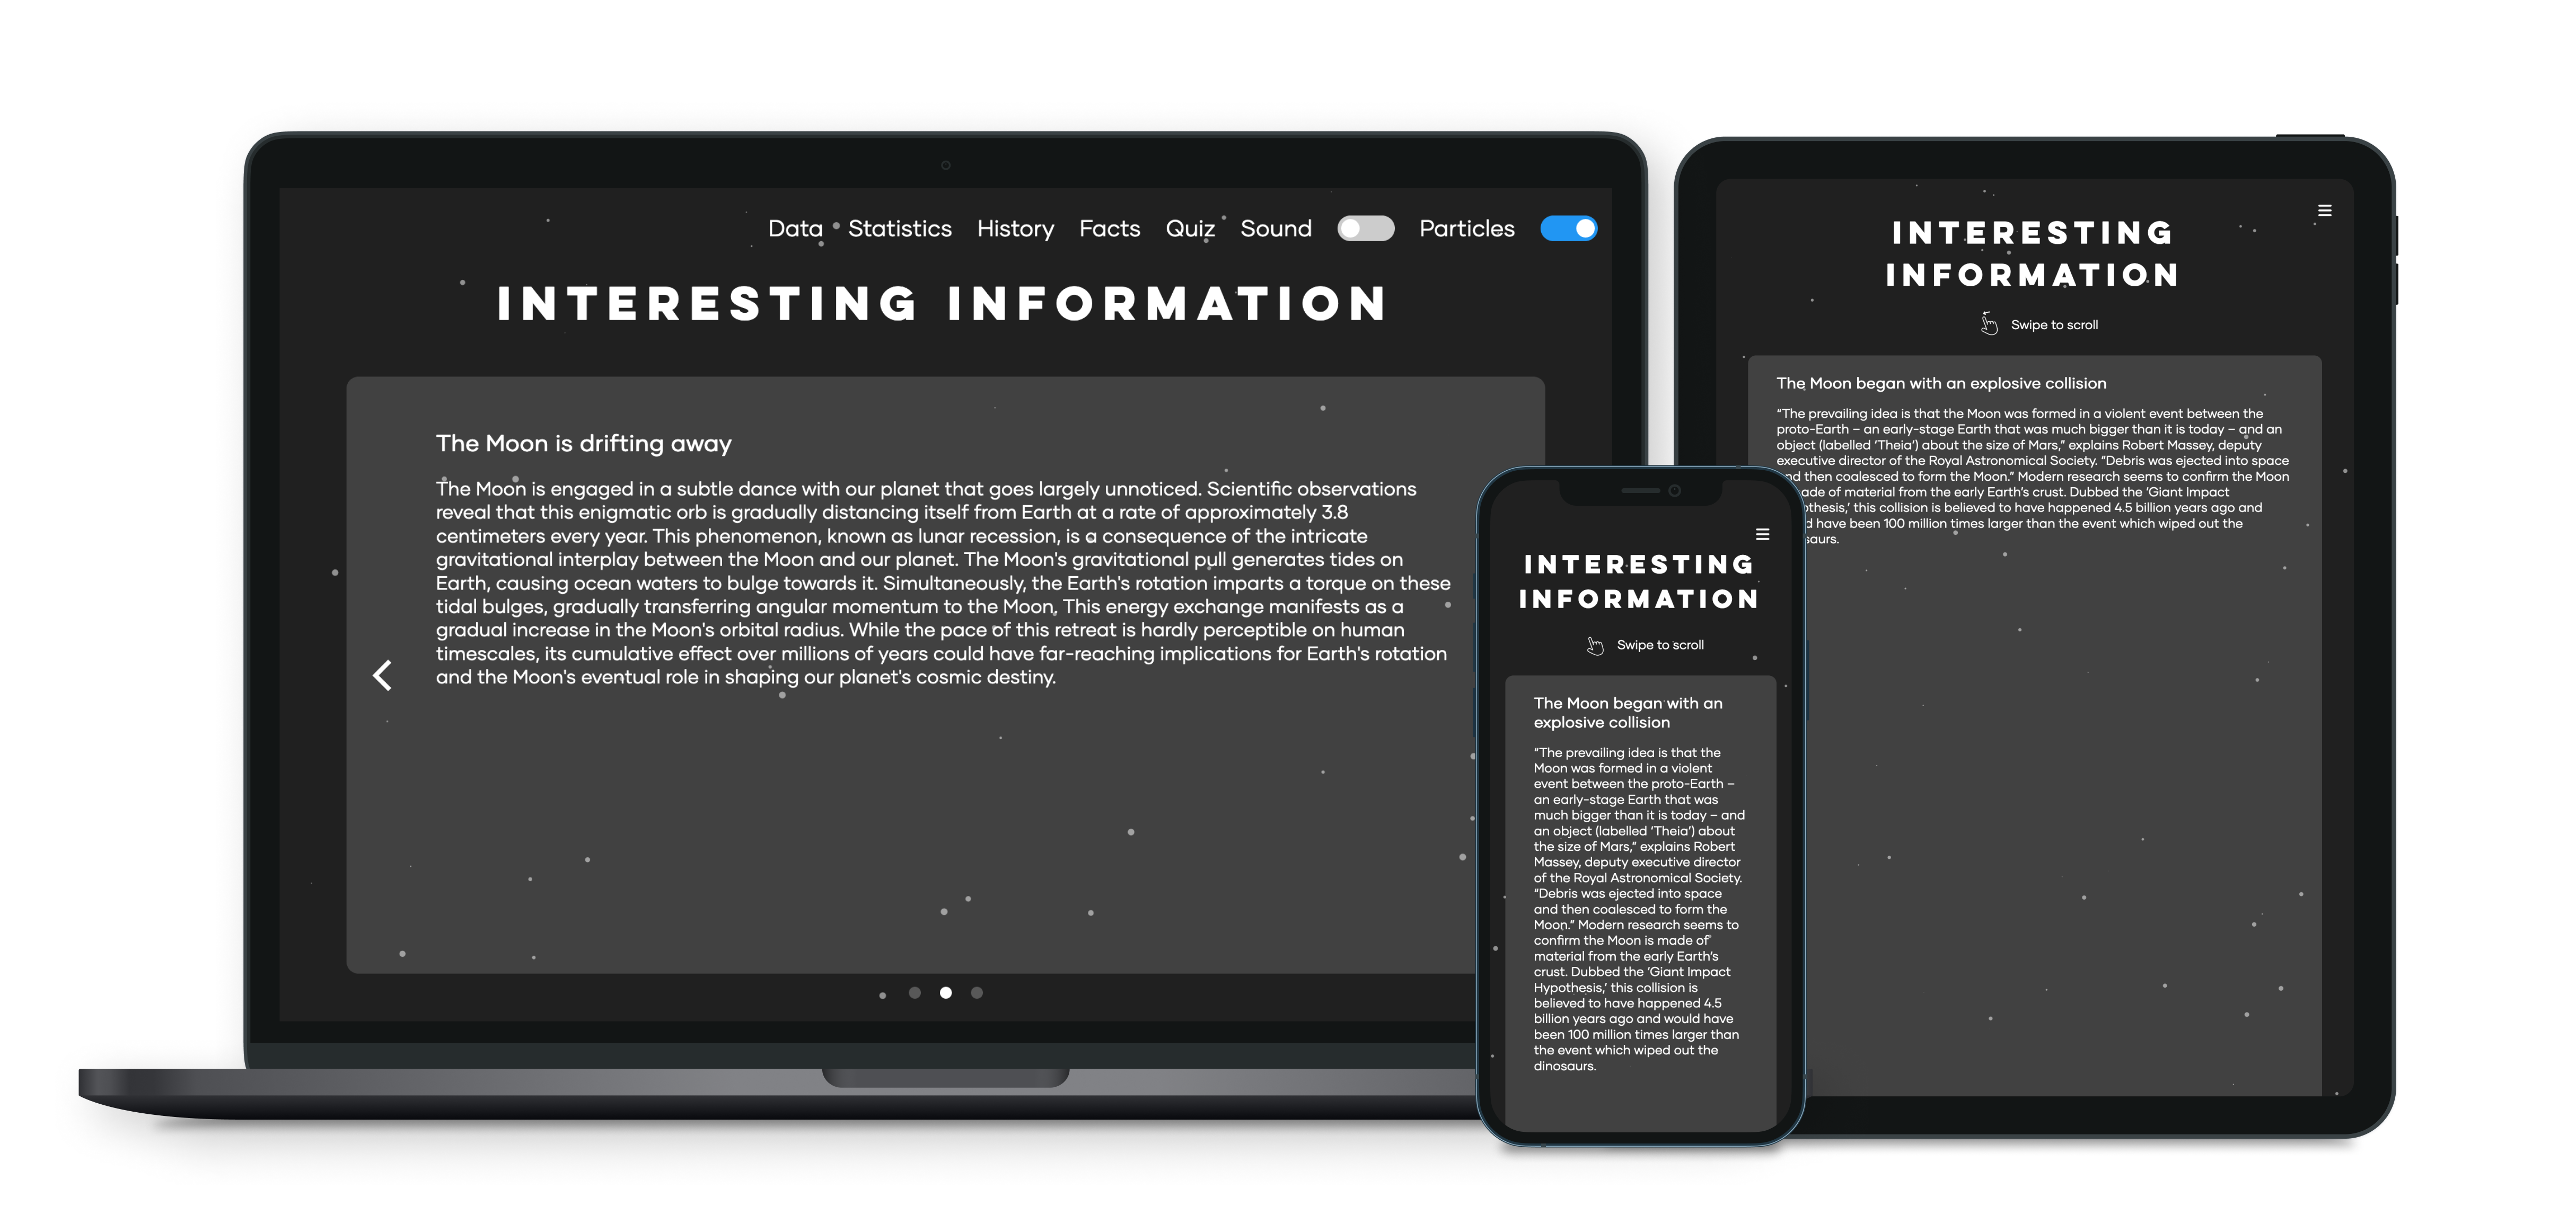 Data Statistics History Facts Quiz Sound Particles
INTERESTING INFORMATION
The Moon is drifting away
The Moon is engaged in a subtle dance with our planet that goes largely unnoticed. Scientific observations
reveal that this enigmatic orb is gradually distancing itself from Earth at a rate of approximately 3.8
centimeters every year. This phenomenon, known as lunar recession, is a consequence of the intricate
gravitational interplay between the Moon and our planet. The Moon's gravitational pull generates tides on
Earth, causing ocean waters to bulge towards it. Simultaneously, the Earth's rotation imparts a torque on these
tidal bulges, gradually transferring angular momentum to the Moon. This energy exchange manifests as a
gradual increase in the Moon's orbital radius. While the pace of this retreat is hardly perceptible on human
timescales, its cumulative effect over millions of years could have far-reaching implications for Earth's rotation
and the Moon's eventual role in shaping our planet's cosmic destiny.
INTERESTING
INFORMATION
Swipe to scroll
The Moon began with an
explosive collision
“The prevailing idea is that the
Moon was formed in a violent
event between the proto-Earth –
an early-stage Earth that was
much bigger than it is today – and
an object (labelled ‘Theia’) about
the size of Mars,” explains Robert
Massey, deputy executive director
of the Royal Astronomical Society.
“Debris was ejected into space
and then coalesced to form the
Moon.” Modern research seems to
confirm the Moon is made of
material from the early Earth’s
crust. Dubbed the ‘Giant Impact
Hypothesis,’ this collision is
believed to have happened 4.5
billion years ago and would have
been 100 million times larger than
the event which wiped out the
dinosaurs.
INTERESTING
INFORMATION
Swipe to scroll
The Moon began with an explosive collision
“The prevailing idea is that the Moon was formed in a violent event between the
proto-Earth – an early-stage Earth that was much bigger than it is today – and an
object (labelled ‘Theia’) about the size of Mars,” explains Robert Massey, deputy
executive director of the Royal Astronomical Society. “Debris was ejected into space
and then coalesced to form the Moon.” Modern research seems to confirm the Moon
of material from the early Earth’s crust. Dubbed the ‘Giant Impact
this collision is believed to have happened 4.5 billion years ago and
have been 100 million times larger than the event which wiped out the